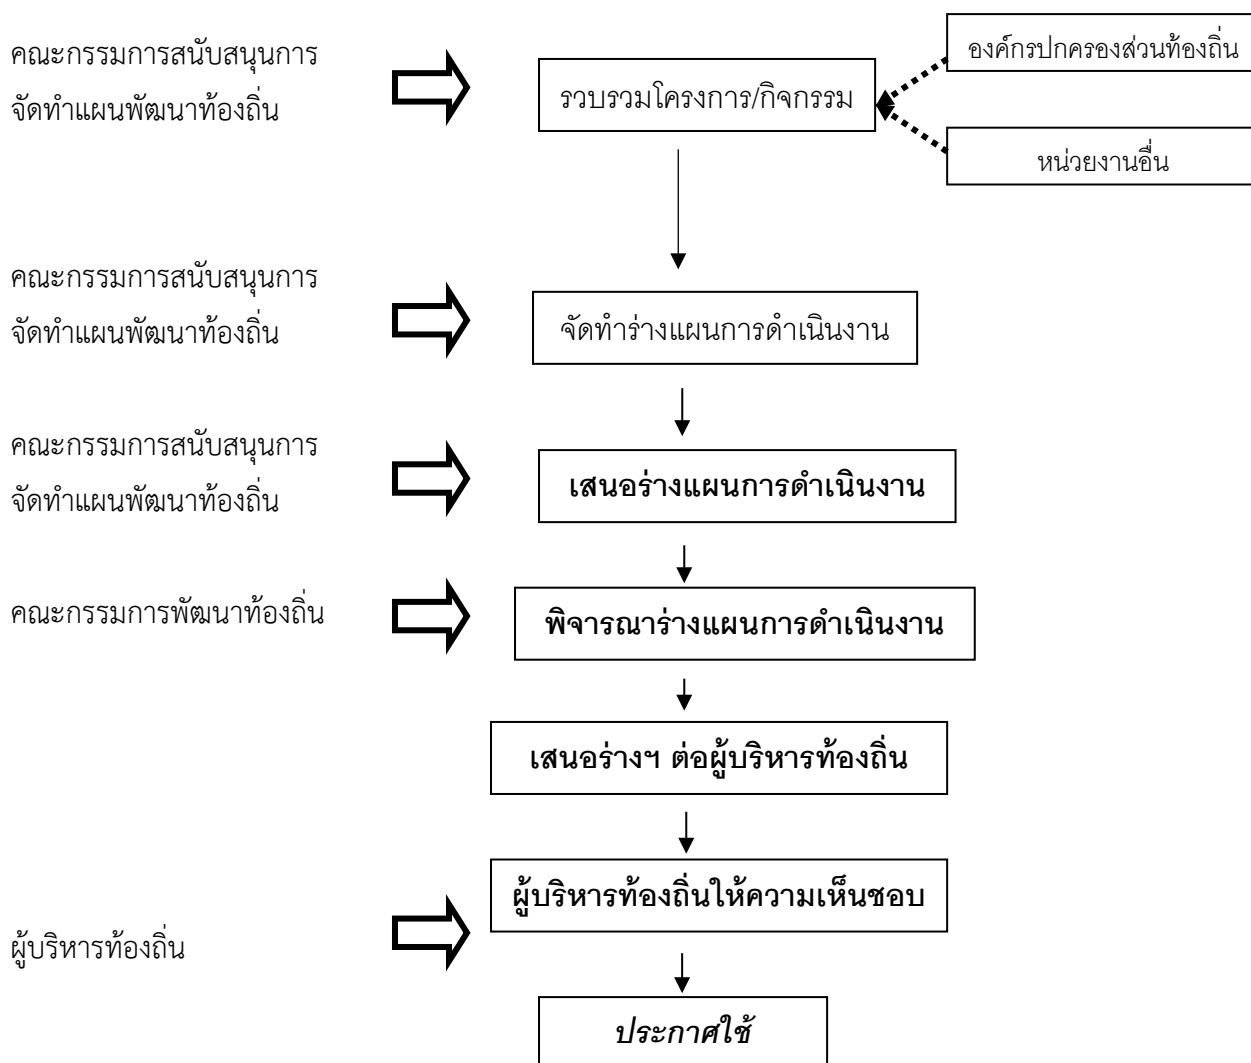 คณะกรรมการสนับสนุนการ
จัดทำแผนพัฒนาท้องถิ่น
รวบรวมโครงการ/กิจกรรม
องค์กรปกครองส่วนท้องถิ่น
หน่วยงานอื่น
คณะกรรมการสนับสนุนการ
จัดทำแผนพัฒนาท้องถิ่น
จัดทำร่างแผนการดำเนินงาน
คณะกรรมการสนับสนุนการ
จัดทำแผนพัฒนาท้องถิ่น
เสนอร่างแผนการดำเนินงาน
คณะกรรมการพัฒนาท้องถิ่น
พิจารณาร่างแผนการดำเนินงาน
เสนอร่างฯ ต่อผู้บริหารท้องถิ่น
ผู้บริหารท้องถิ่นให้ความเห็นชอบ
ผู้บริหารท้องถิ่น
ประกาศใช้